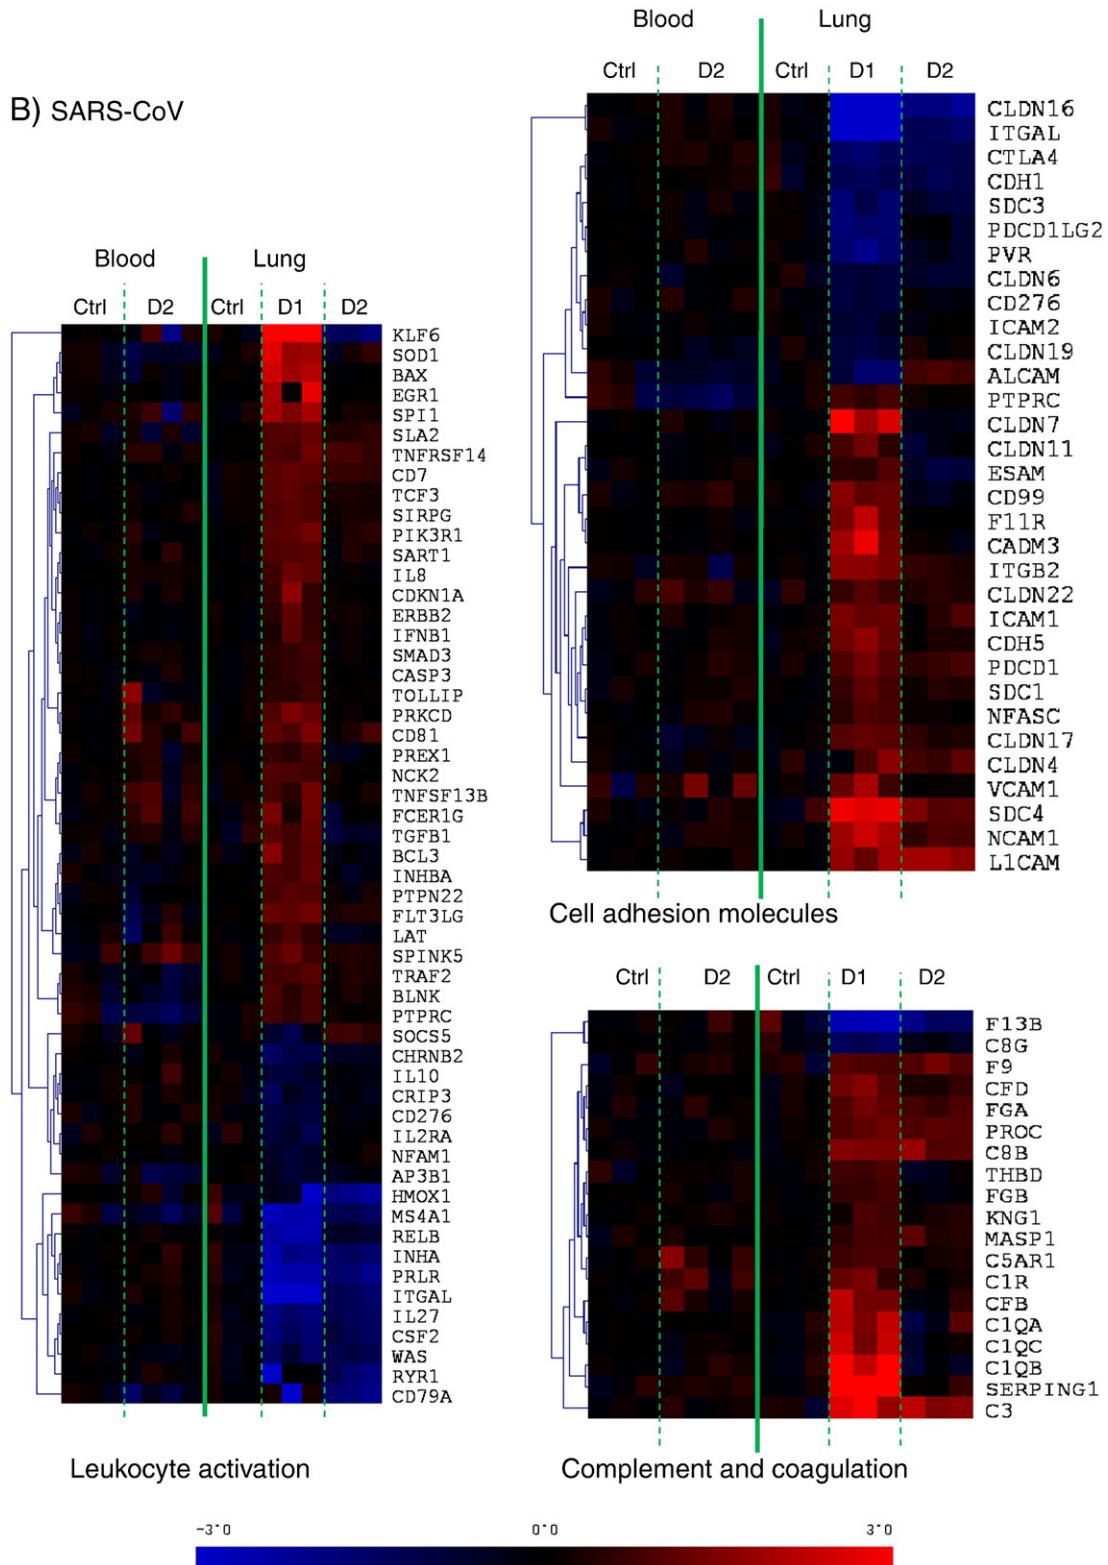 B) SARS-CoV
Blood Lung
Ctrl D2 Ctrl D1 D2
KLF6
SOD1
BAX
EGR1
SPI1
SLA2
TNFRSF14
CD7
TCF3
SIRPG
PIK3R1
SART1
IL8
CDKN1A
ERBB2
IFNB1
SMAD3
CASP3
TOLLIP
PRKCD
CD81
PREX1
NCK2
TNFSF13B
FCER1G
TGFB1
BCL3
INHBA
PTPN22
FLT3LG
LAT
SPINK5
TRAF2
BLNK
PTPRC
SOCS5
CHRNB2
IL10
CRIP3
CD276
IL2RA
NFAM1
AP3B1
HMOX1
MS4A1
RELB
INHA
PRLR
ITGAL
IL27
CSF2
WAS
RYR1
CD79A
Leukocyte activation
Blood Lung
Ctrl D2 Ctrl D1 D2
CLDN16
ITGAL
CTLA4
CDH1
SDC3
PDCD1LG2
PVR
CLDN6
CD276
ICAM2
CLDN19
ALCAM
PTPRC
CLDN7
CLDN11
ESAM
CD99
F11R
CADM3
ITGB2
CLDN22
ICAM1
CDH5
PDCD1
SDC1
NFASC
CLDN17
CLDN4
VCAM1
SDC4
NCAM1
L1CAM
Cell adhesion molecules
Ctrl D2 Ctrl D1 D2
F13B
C8G
F9
CFD
FGA
PROC
C8B
THBD
FGB
KNG1
MASP1
C5AR1
C1R
CFB
C1QA
C1QC
C1QB
SERPING1
C3
Complement and coagulation
-3.0 0.0 3.0